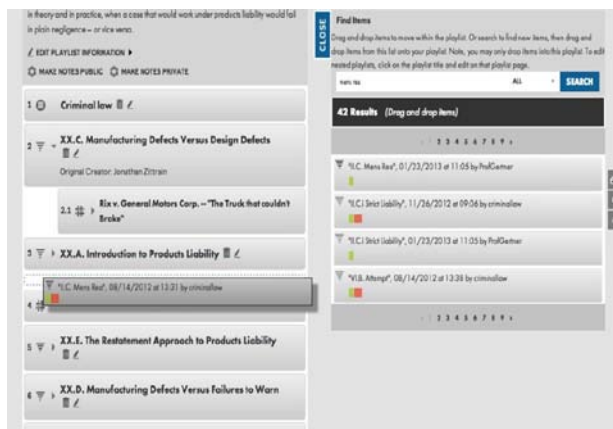 in theory and in practice, when a case that would work under products liability would fail
in plain negligence – or vice versa.
EDIT PLAYLIST INFORMATION
MAKE NOTES PUBLIC MAKE NOTES PRIVATE
1 Criminal law
2 XX.C. Manufacturing Defects Versus Design Defects
Original Creator: Jonathan Zittrain
2.1 Rix v. General Motors Corp. – "The Truck that couldn't
Brake"
3 XX.A. Introduction to Products Liability
"I.C. Mens Rea", 08/14/2012 at 13:31 by criminallaw
4
5 XX.E. The Restatement Approach to Products Liability
6 XX.D. Manufacturing Defects Versus Failures to Warn
CLOSE
Find Items
Drag and drop items to move within the playlist. Or search to find new items, then drag and
drop items from this list onto your playlist. Note, you may only drop items into this playlist. To edit
nested playlists, click on the playlist title and edit on that playlist page.
mens rea ALL SEARCH
42 Results (Drag and drop items)
1 2 3 4 5 6 7 8 9
"II.C. Mens Rea", 01/23/2013 at 11:05 by ProfGertner
"II.C.i Strict Liability", 11/26/2012 at 09:06 by criminallaw
"II.C.i Strict Liability", 01/23/2013 at 11:05 by ProfGertner
"VI.B. Attempt", 08/14/2012 at 13:38 by criminallaw
1 2 3 4 5 6 7 8 9